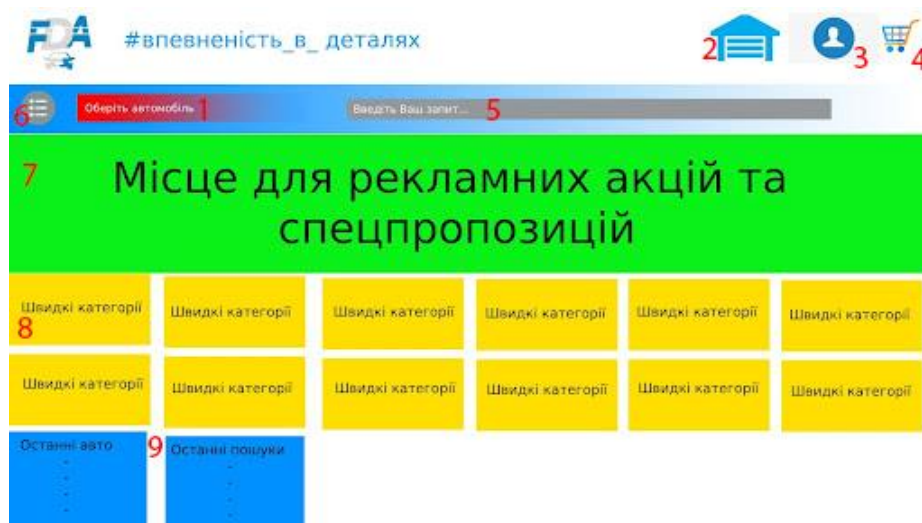 FDA #впевненість_в_ деталях
2 3 4
6 Оберіть автомобіль 1 Введіть Ваш запит... 5
7 Місце для рекламних акцій та
спецпропозицій
Швидкі категорії Швидкі категорії Швидкі категорії Швидкі категорії Швидкі категорії Швидкі категорії
8
Швидкі категорії Швидкі категорії Швидкі категорії Швидкі категорії Швидкі категорії Швидкі категорії
Останні авто 9 Останні пошуки
- -
- -
- -
- -